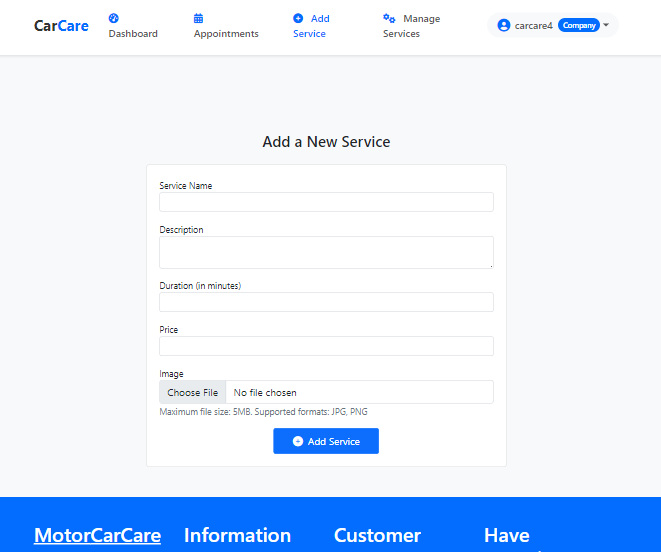 CarCare
Dashboard
Appointments
Add
Service
Manage
Services
carcare4 Company
Add a New Service
Service Name
Description
Duration (in minutes)
Price
Image
Choose File No file chosen
Maximum file size: 5MB. Supported formats: JPG, PNG
Add Service
MotorCarCare Information Customer Have